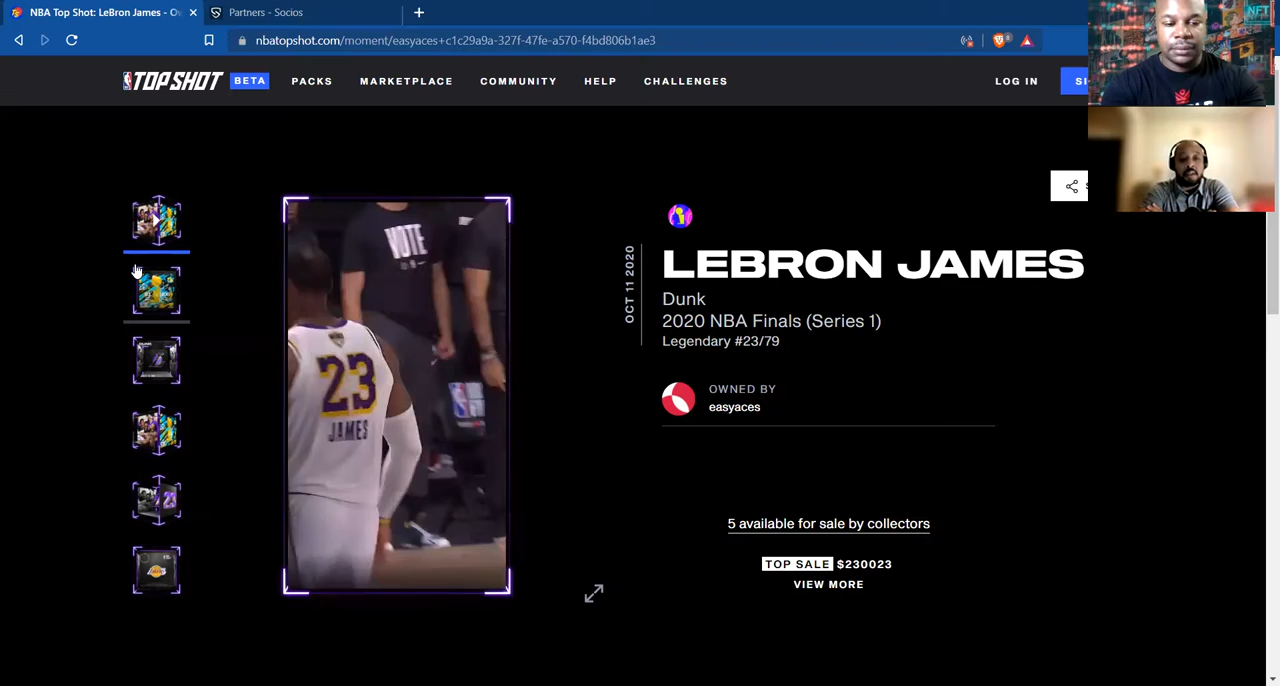 NBA Top Shot: LeBron James - O
Partners - Socios
nbatopshot.com/moment/easyaces+c1c29a9a-327f-47fe-a570-f4bd806b1ae3
TOP SHOT
BETA
PACKS
MARKETPLACE
COMMUNITY
HELP
CHALLENGES
LOG IN
SI
NFT
VOTE
23
JAMES
OCT 11 2020
LEBRON JAMES
Dunk
2020 NBA Finals (Series 1)
Legendary #23/79
OWNED BY
easyaces
5 available for sale by collectors
TOP SALE $230023
VIEW MORE